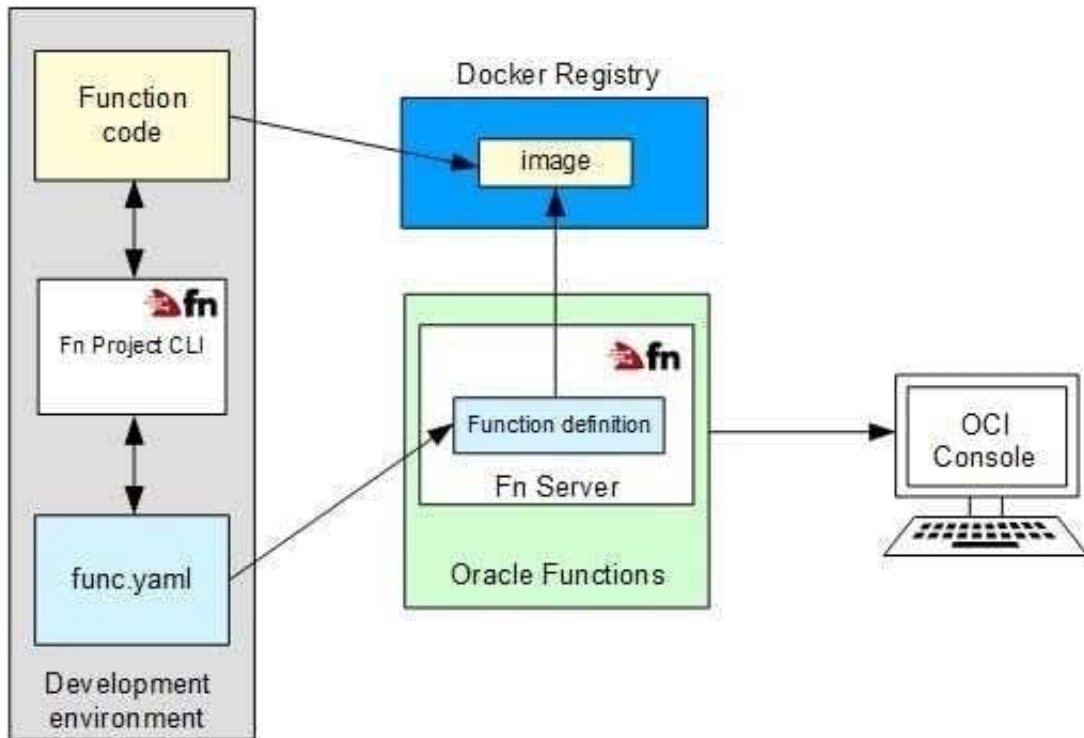 Function
code
fn
Fn Project CLI
func.yaml
Development
environment
Docker Registry
image
fn
Function definition
Fn Server
Oracle Functions
OCI
Console